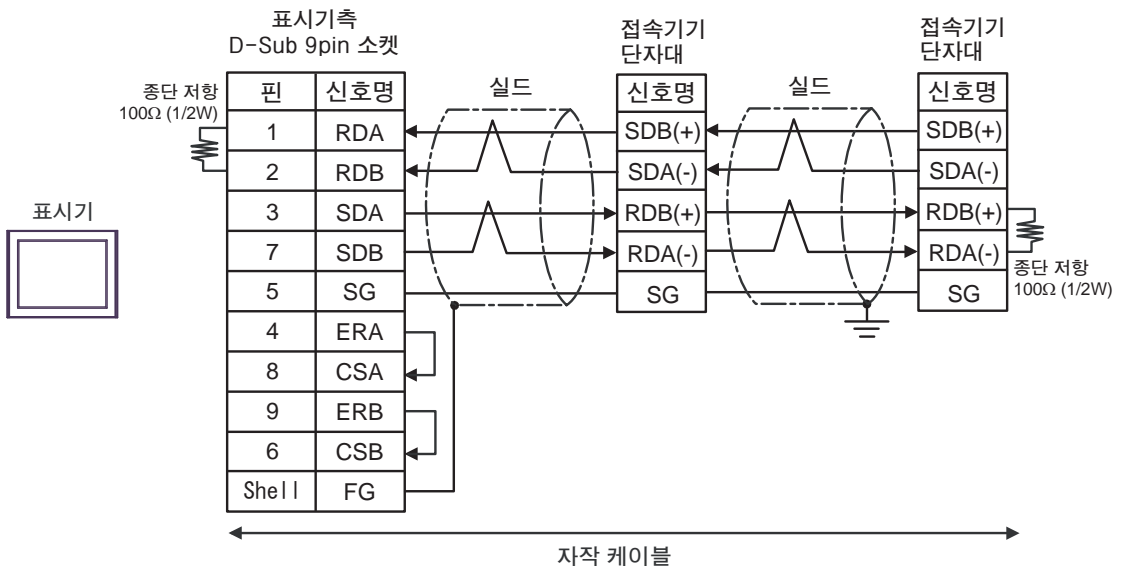 표시기측
D-Sub 9pin 소켓
접속기기
단자대
접속기기
단자대
종단 저항
100Ω (1/2W)
핀 신호명
1 RDA
2 RDB
3 SDA
7 SDB
5 SG
4 ERA
8 CSA
9 ERB
6 CSB
Shell FG
표시기
실드
신호명
SDB(+)
SDA(-)
RDB(+)
RDA(-)
SG
실드
신호명
SDB(+)
SDA(-)
RDB(+)
RDA(-)
SG
종단 저항
100Ω (1/2W)
자작 케이블